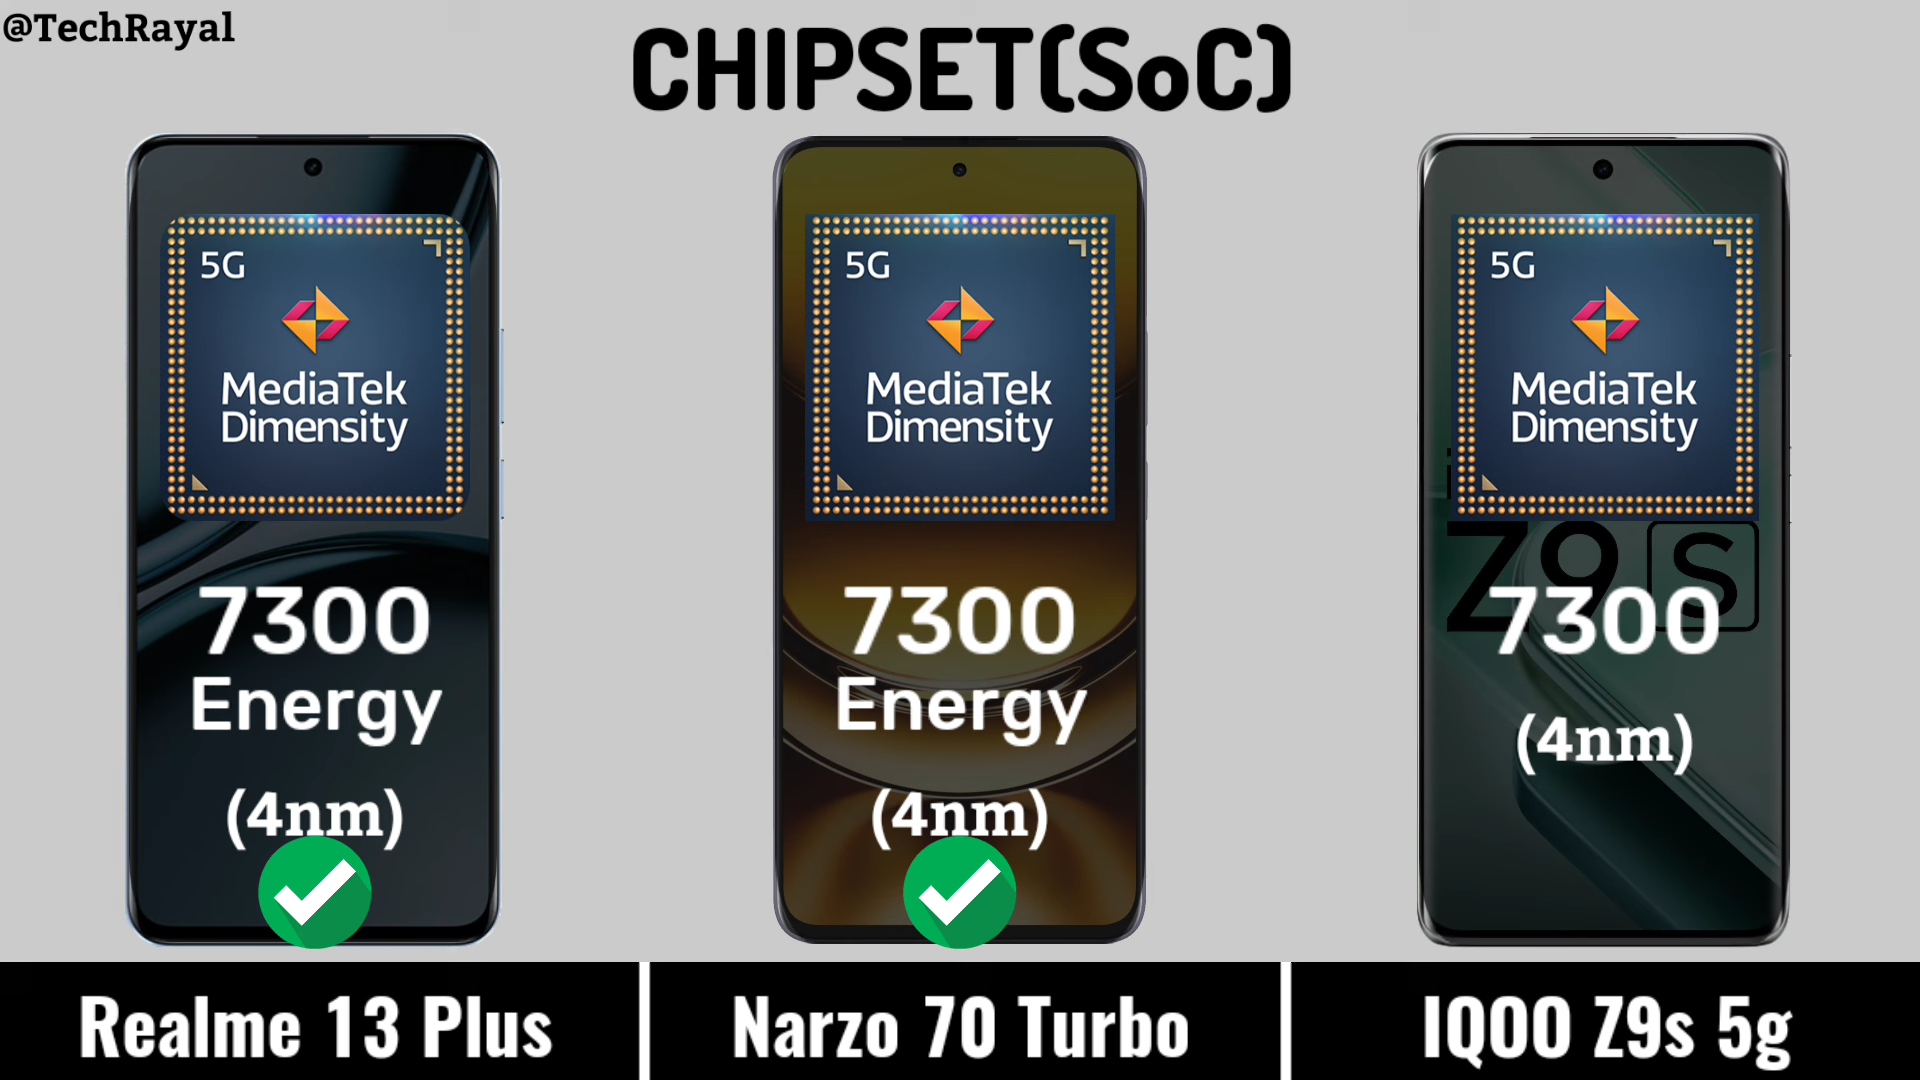 @TechRayal
CHIPSET(SoC)
5G
MediaTek
Dimensity
7300
Energy
(4nm)
5G
MediaTek
Dimensity
7300
Energy
(4nm)
5G
MediaTek
Dimensity
Z9 S
7300
(4nm)
Realme 13 Plus
Narzo 70 Turbo
IQOO Z9s 5g